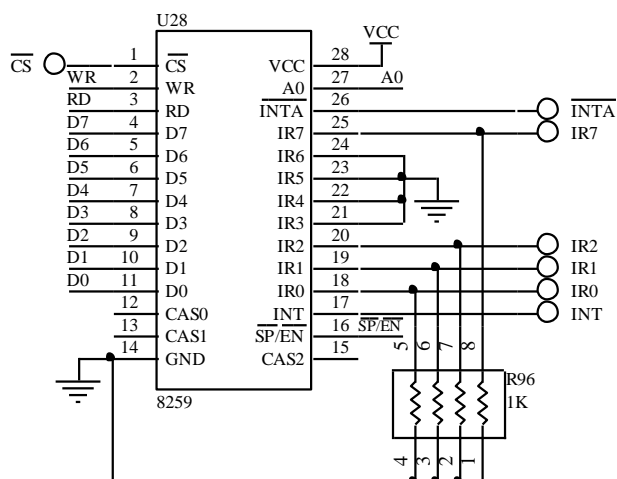 U28
VCC
CS 1 CS VCC 28
WR 2 WR A0 27 A0
RD 3 RD INTA 26 INTA
D7 4 D7 IR7 25 IR7
D6 5 D6 IR6 24
D5 6 D5 IR5 23
D4 7 D4 IR4 22
D3 8 D3 IR3 21
D2 9 D2 IR2 20 IR2
D1 10 D1 IR1 19 IR1
D0 11 D0 IR0 18 IR0
12 CAS0 INT 17 INT
13 CAS1 SP/EN 16 SP/EN
14 GND CAS2 15
5 6 7 8
R96
8259
1K
4 3 2 1